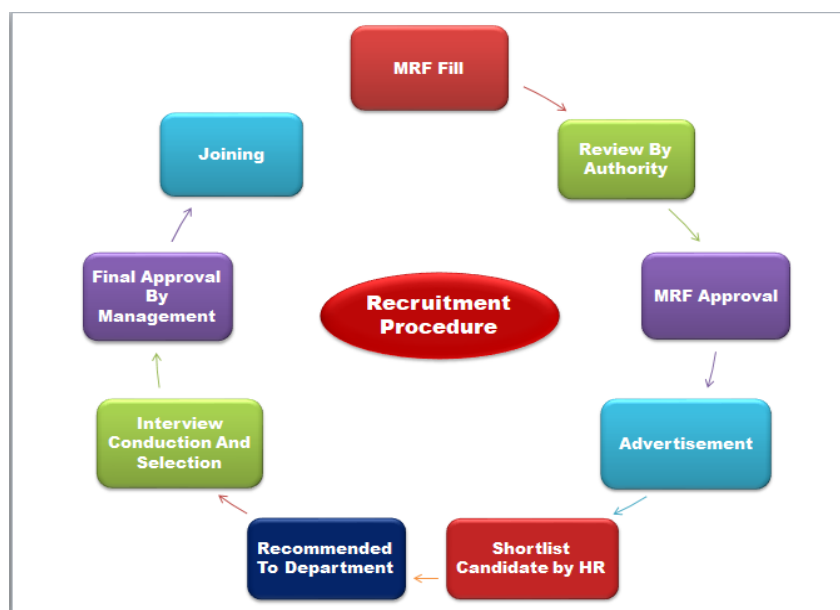 MRF Fill
Review By
Authority
MRF Approval
Advertisement
Shortlist
Candidate by HR
Recommended
To Department
Interview
Conduction And
Selection
Final Approval
By
Management
Joining
Recruitment
Procedure